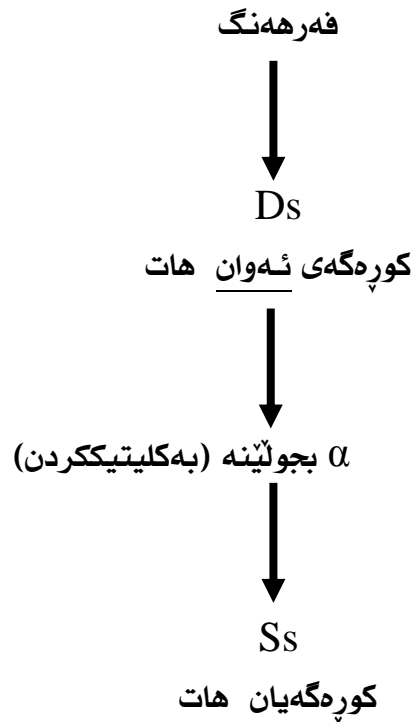 فەرهەنگ
Ds
کوڕەگەی ئەوان هات
α بجوڵێنە (بەکلیتیککردن)
Ss
کوڕەگەیان هات